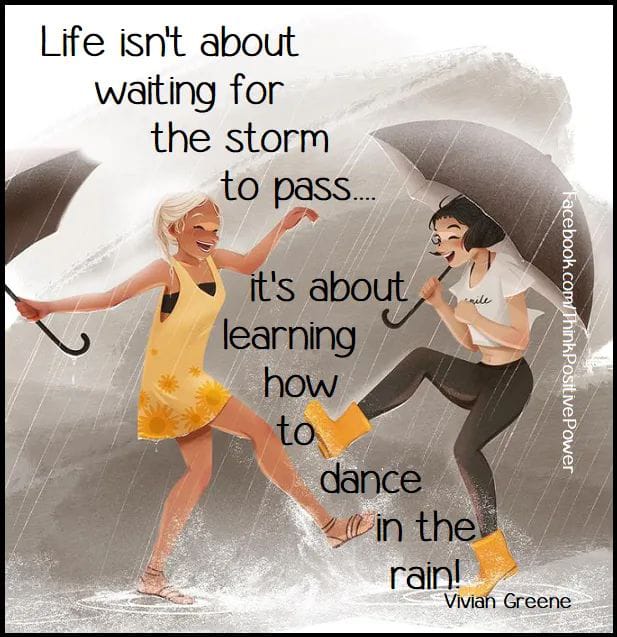 Life isn't about
waiting for
the storm
to pass....
it's about
learning
how
to
dance
in the
rain!
Vivian Greene
Facebook.com/ThinkPositivePower
smile